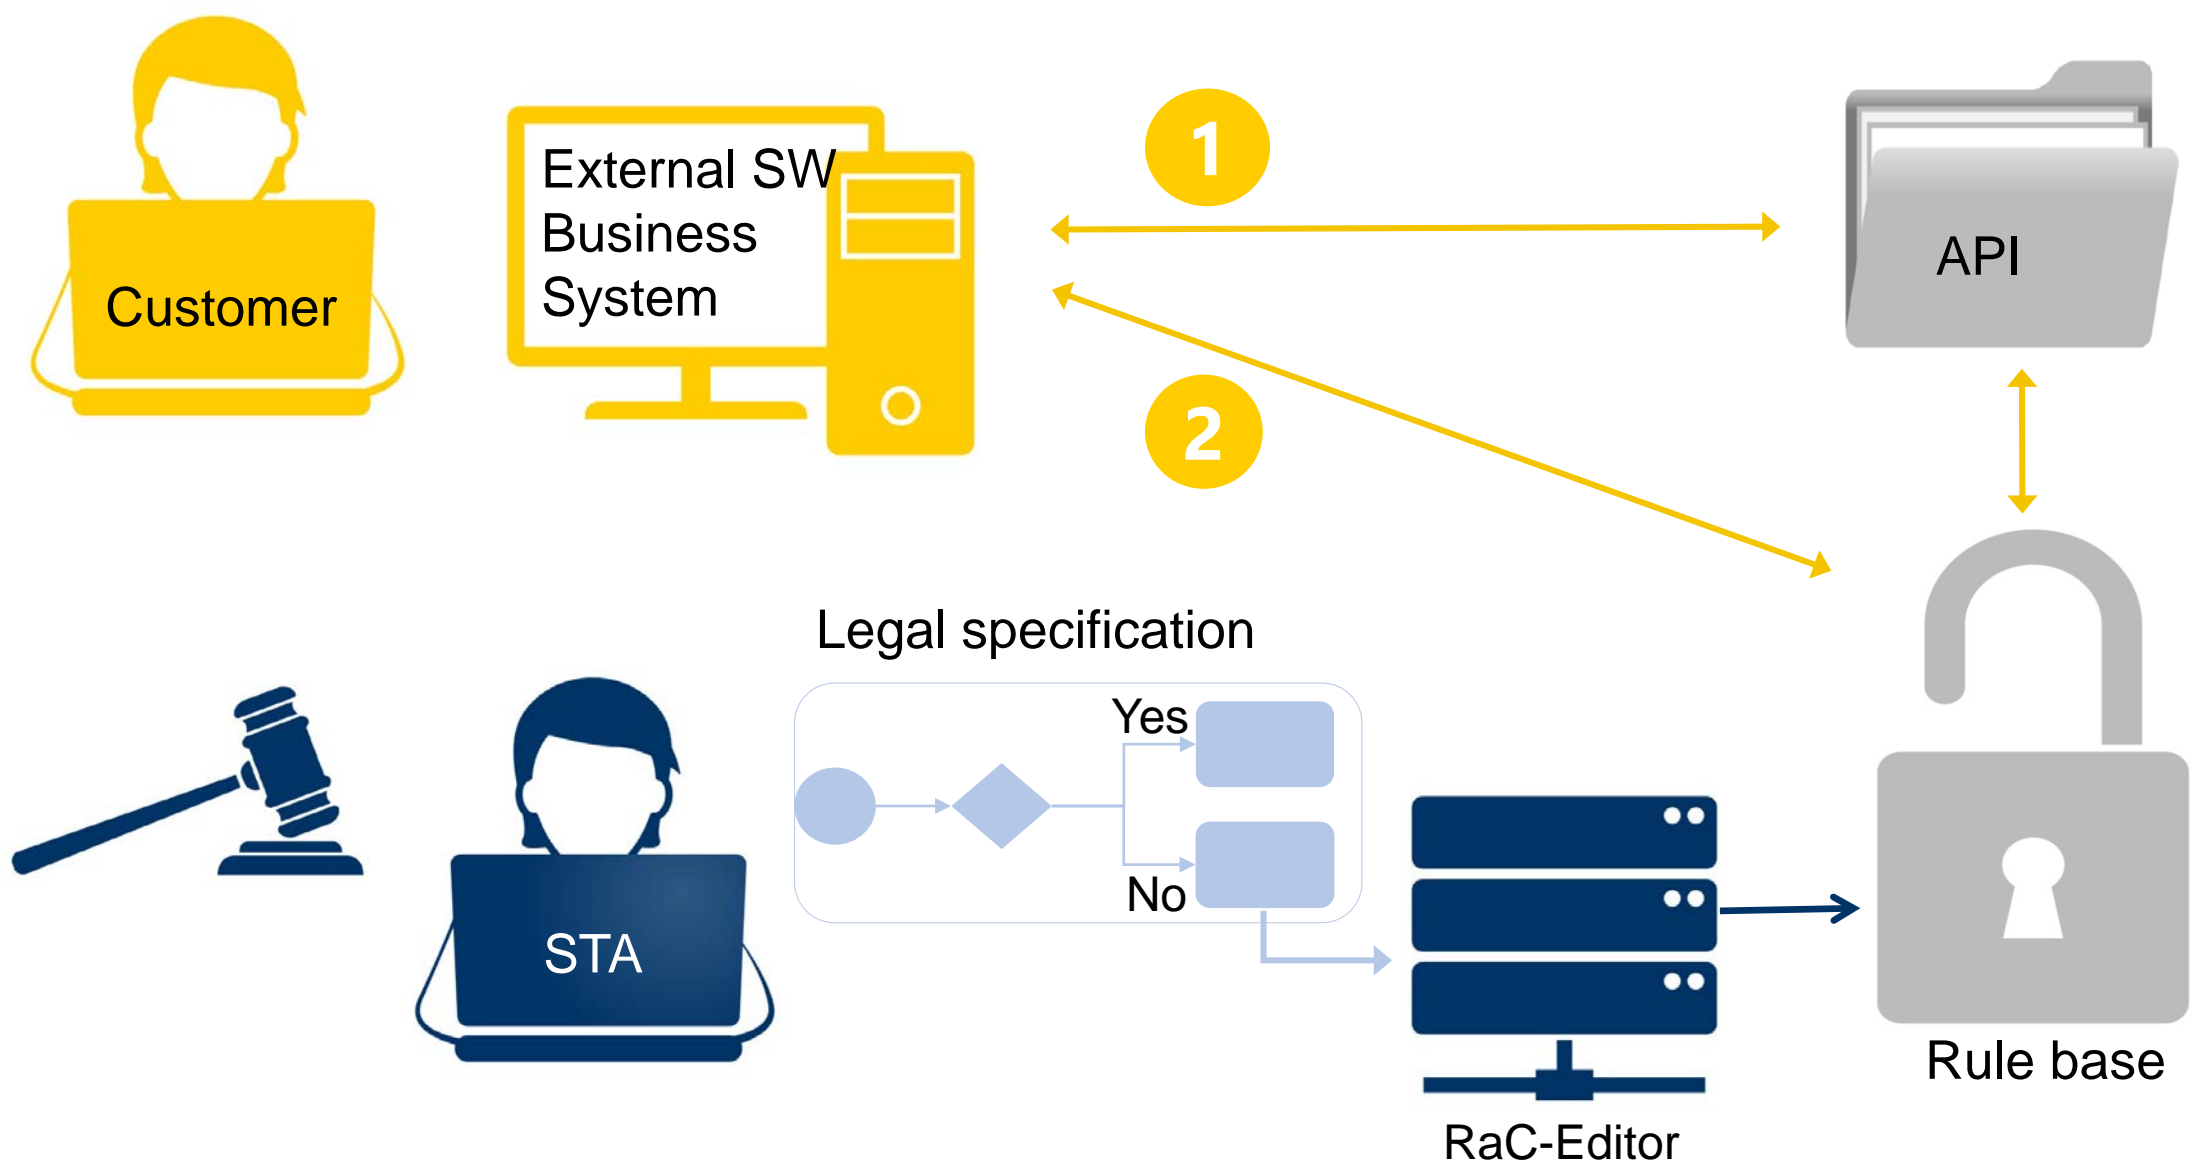 Customer
External SW
Business
System
1
API
2
Legal specification
Yes
No
STA
Rule base
RaC-Editor